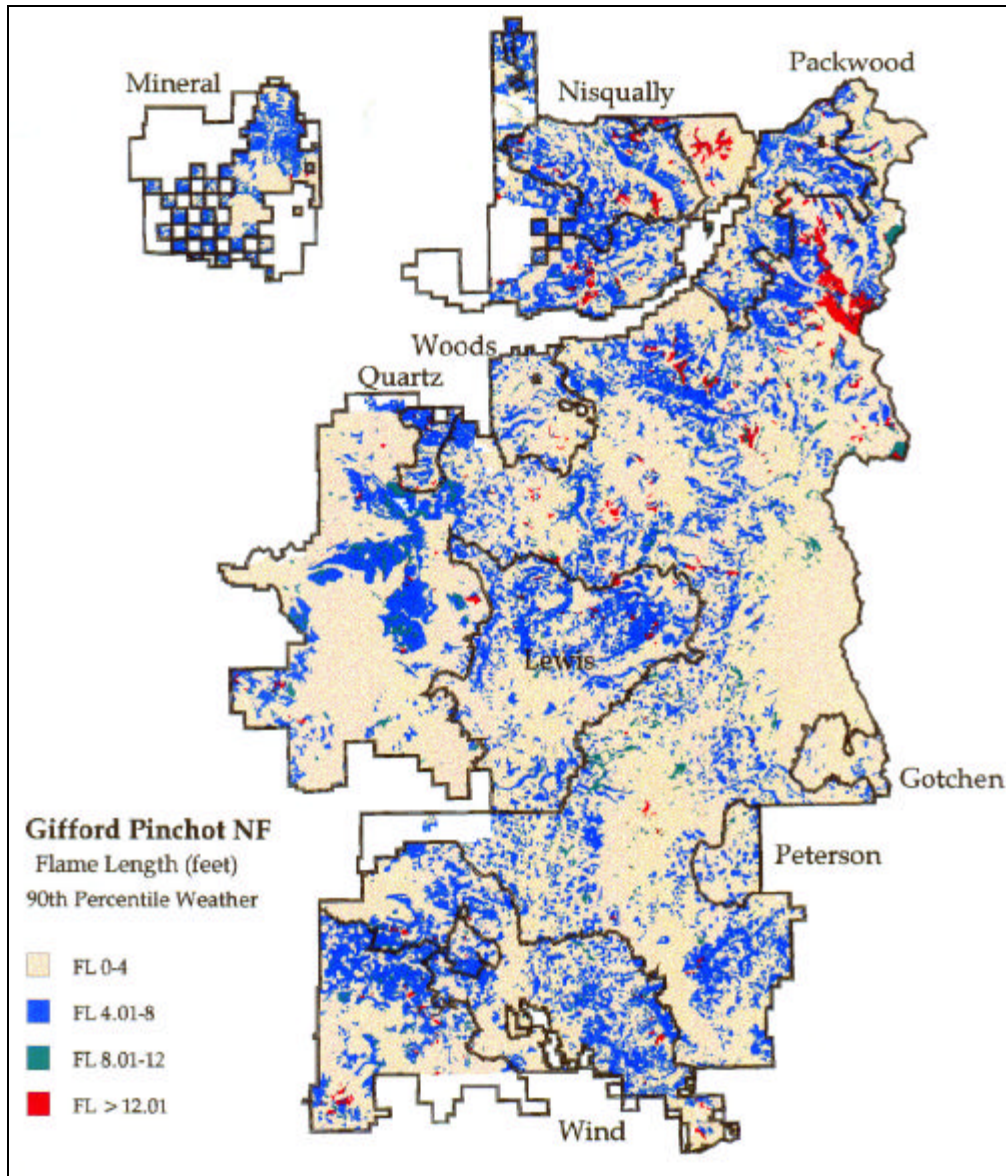 Mineral
Nisqually
Packwood
Woods
Quartz
Lewis
Gotchen
Peterson
Wind
Gifford Pinchot NF
Flame Length (feet)
90th Percentile Weather
FL 0-4
FL 4.01-8
FL 8.01-12
FL > 12.01